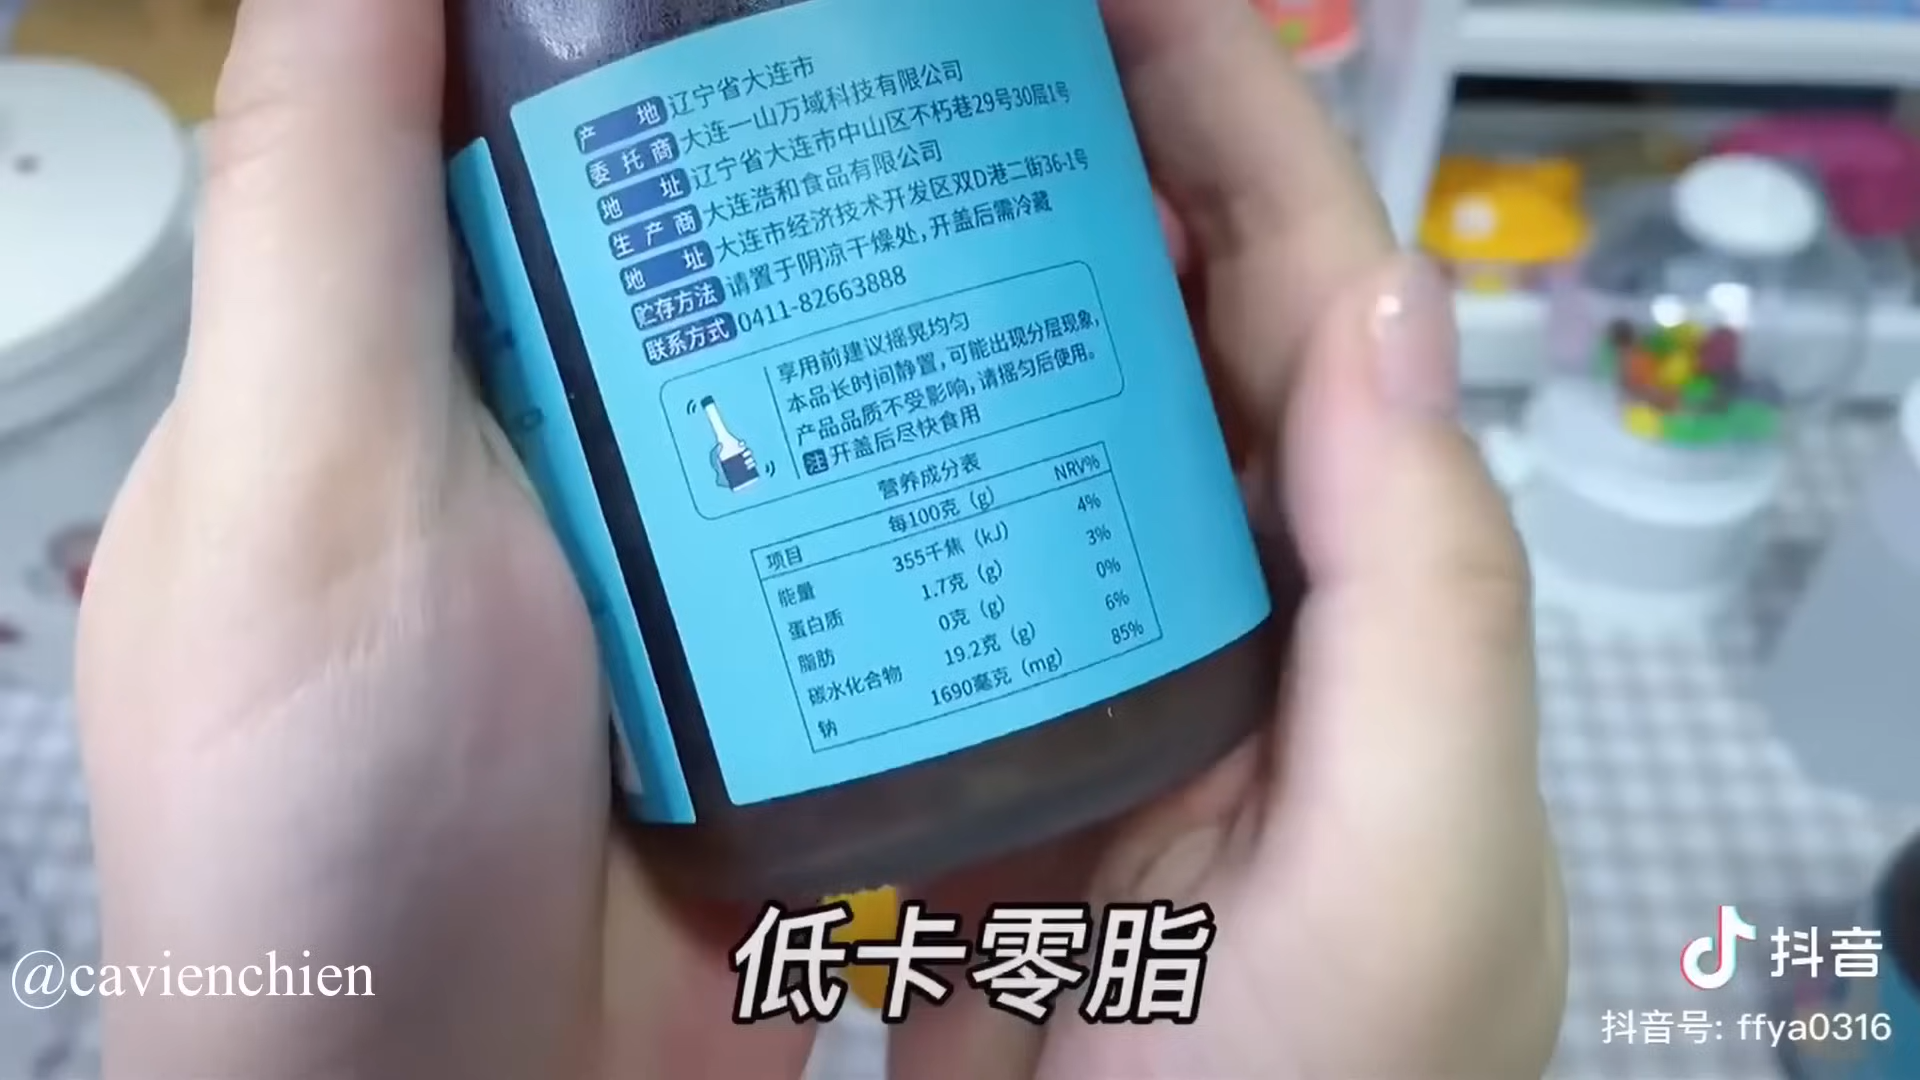 产地 辽宁省大连市
委托商 大连一山万域科技有限公司
地址 辽宁省大连市中山区不朽巷29号30层1号
生产商 大连浩和食品有限公司
地址 大连市经济技术开发区双D港二街36-1号
贮存方法 请置于阴凉干燥处,开盖后需冷藏
联系方式 0411-82663888
享用前建议摇晃均匀
本品长时间静置,可能出现分层现象,
产品品质不受影响,请摇匀后使用。
注 开盖后尽快食用
营养成分表
项目 每100克(g) NRV%
能量 355千焦(kJ) 4%
蛋白质 1.7克(g) 3%
脂肪 0克(g) 0%
碳水化合物 19.2克(g) 6%
钠 1690毫克(mg) 85%
低卡零脂
@cavienchien
抖音
抖音号: ffya0316